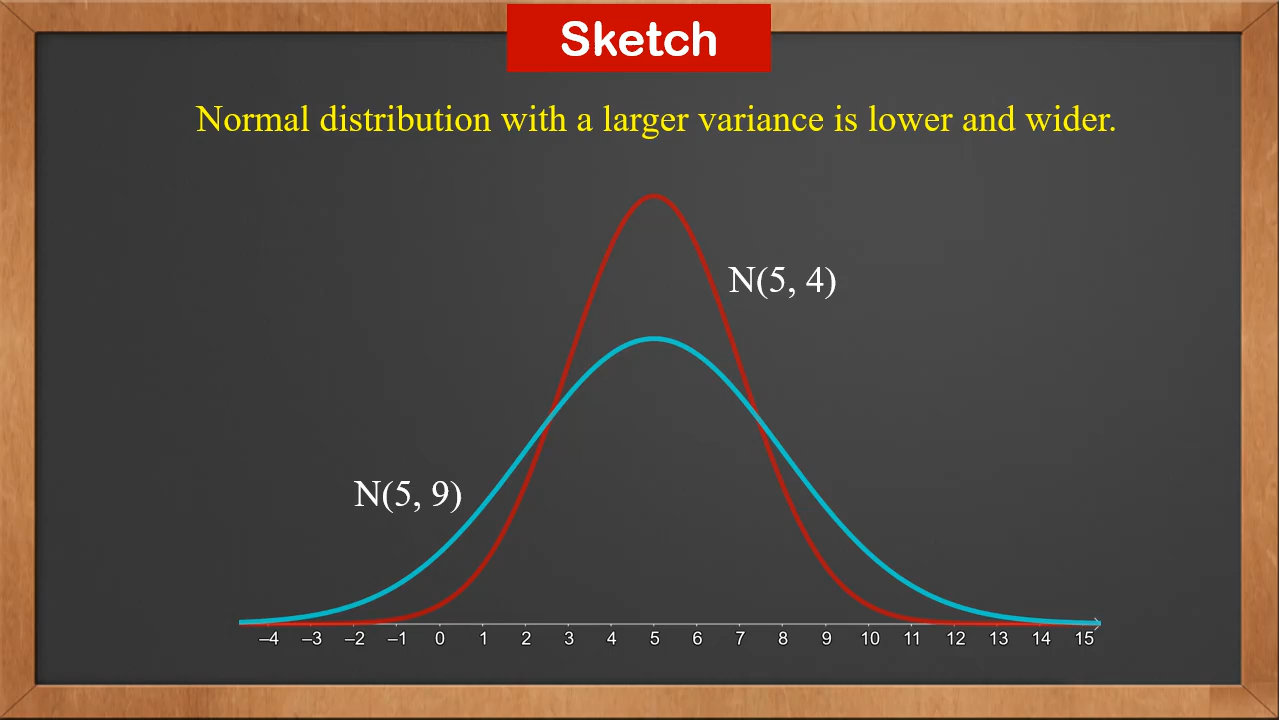 Sketch
Normal distribution with a larger variance is lower and wider.
N(5, 4)
N(5, 9)
–4 –3 –2 –1 0 1 2 3 4 5 6 7 8 9 10 11 12 13 14 15